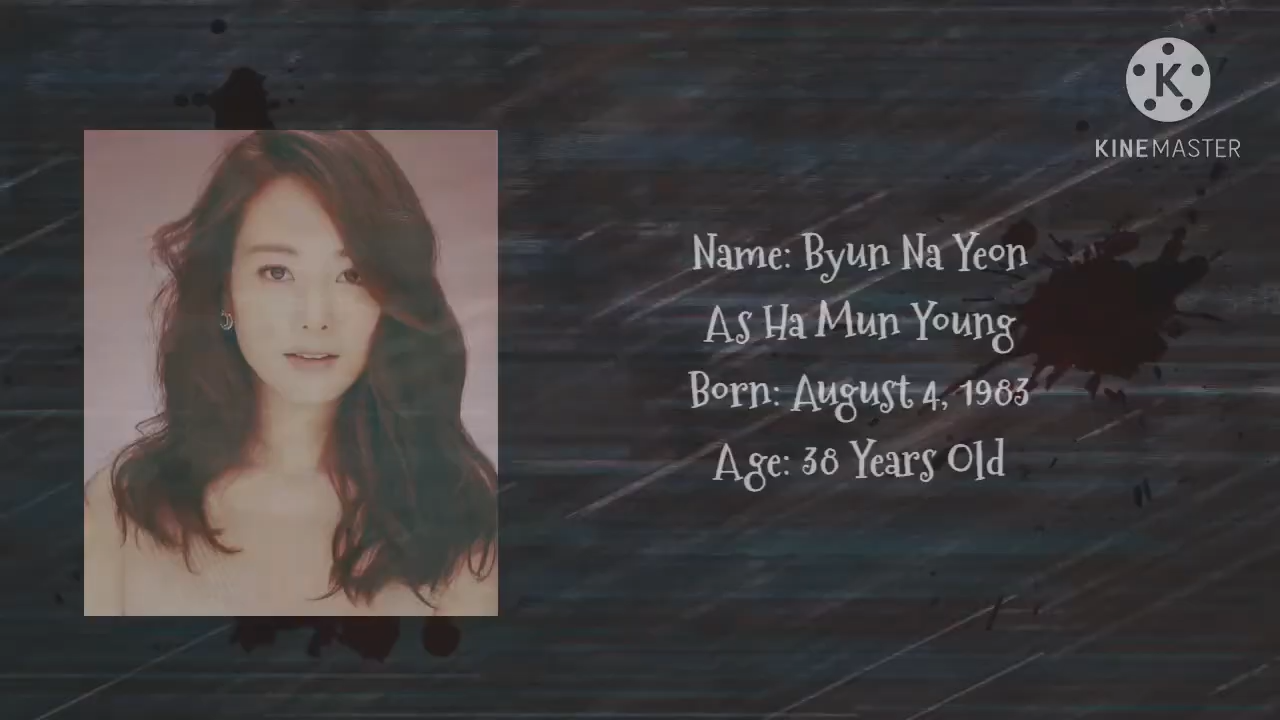 K
KINEMASTER
Name: Byun Na Yeon
As Ha Mun Young
Born: August 4, 1983
Age: 38 Years Old